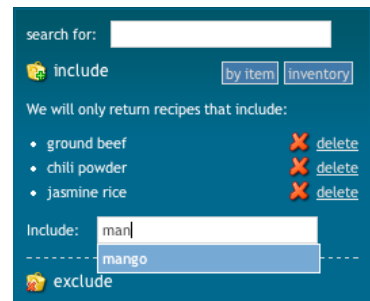 search for:
include by item inventory
We will only return recipes that include:
• ground beef delete
• chili powder delete
• jasmine rice delete
Include: man
mango
exclude